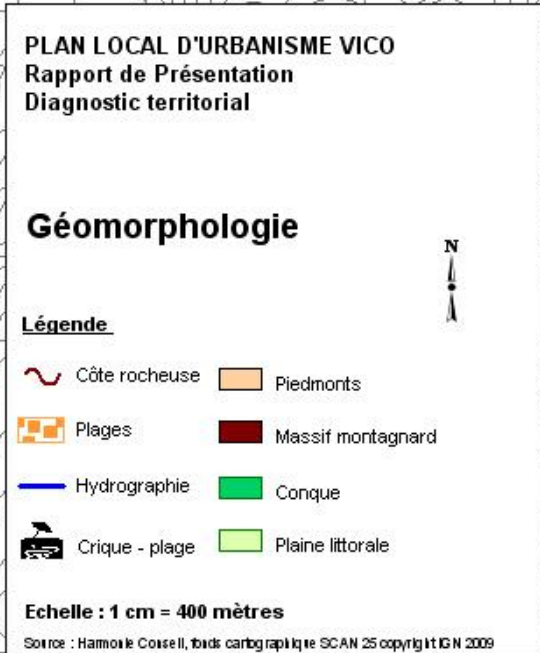 PLAN LOCAL D'URBANISME VICO
Rapport de Présentation
Diagnostic territorial
Géomorphologie
N
Légende
Côte rocheuse
Piedmonts
Plages
Massif montagnard
Hydrographie
Conque
Crique - plage
Plaine littorale
Echelle : 1 cm = 400 mètres
Source : Harmonie Conseil, fonds cartographique SCAN 25 copyright IGN 2009